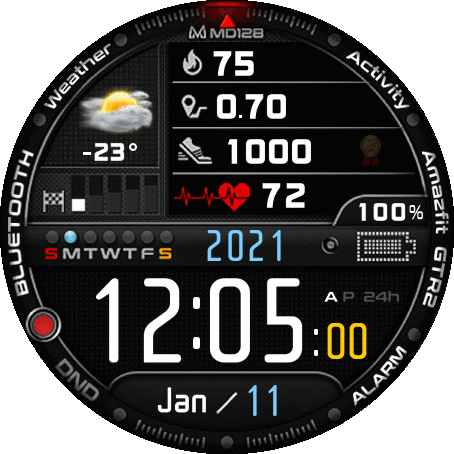 MD128
Weather
Activity
75
0.70
-23°
1000
72
100%
BLUETOOTH
Amazfit GTR2
SMTWTFS
2021
12:05:00
A P 24h
DND
ALARM
Jan / 11